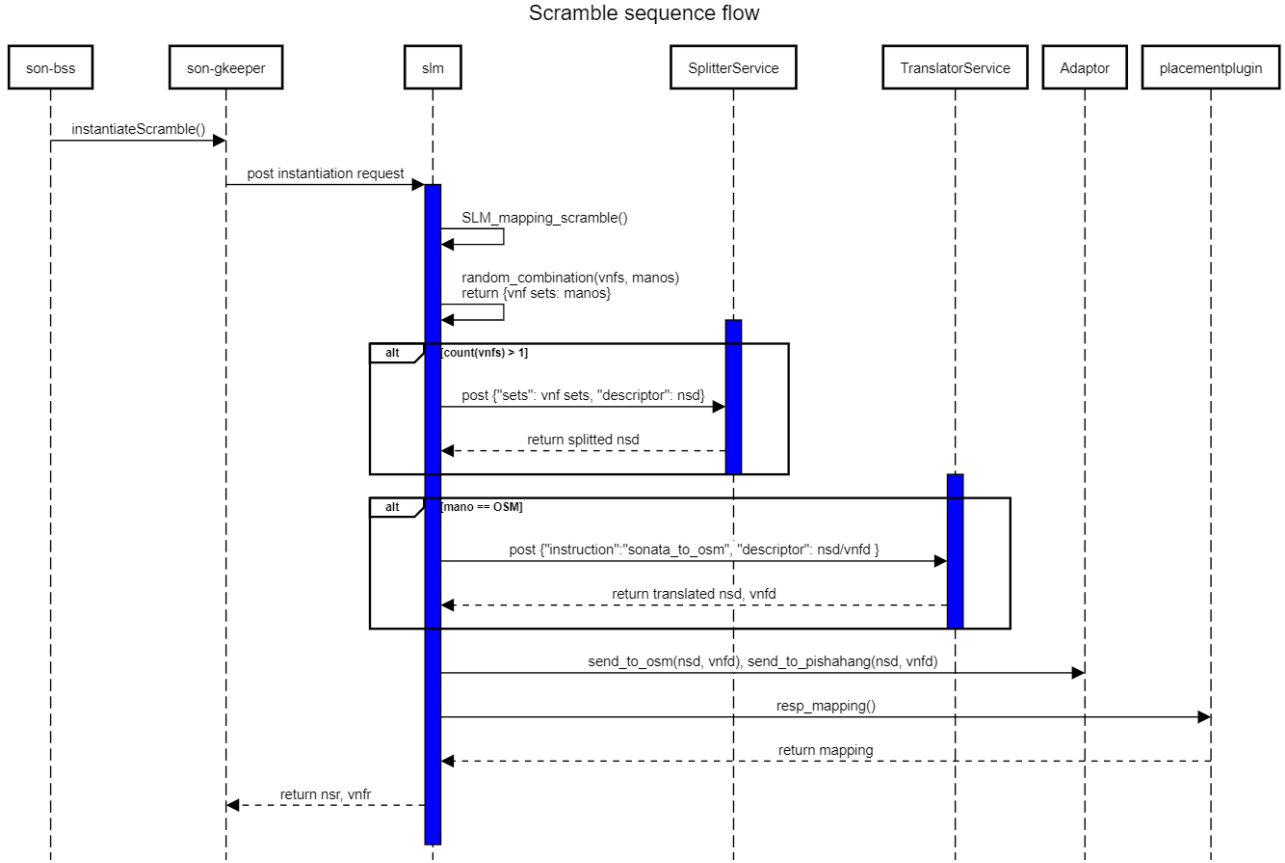 Scramble sequence flow
son-bss
son-gkeeper
slm
SplitterService
TranslatorService
Adaptor
placementplugin
instantiateScramble()
post instantiation request
SLM_mapping_scramble()
random_combination(vnfs, manos)
return {vnf sets: manos}
alt
[count(vnfs) > 1]
post {"sets": vnf sets, "descriptor": nsd}
return splitted nsd
alt
[mano == OSM]
post {"instruction":"sonata_to_osm", "descriptor": nsd/vnfd }
return translated nsd, vnfd
send_to_osm(nsd, vnfd), send_to_pishahang(nsd, vnfd)
resp_mapping()
return mapping
return nsr, vnfr